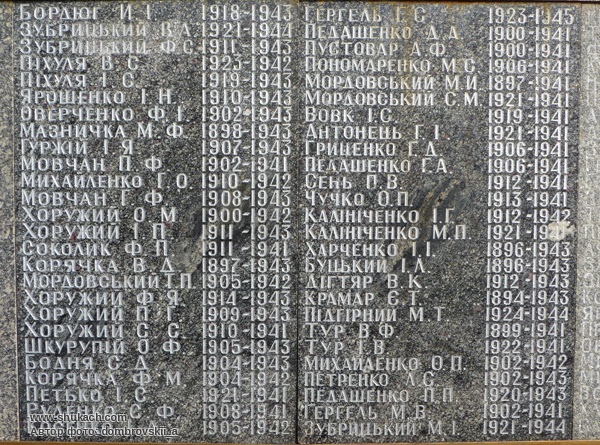 БОРДЮГ И. І. 1918-1943
ЗУБРИЦЬКИЙ В.Д. 1921-1944
ЗУБРИЦЬКИЙ Ф.С. 1911-1943
ПІХУЛЯ В. С. 1923-1942
ПІХУЛЯ І. С. 1919-1943
ЯРОШЕНКО І. Н. 1910-1943
ОВЕРЧЕНКО Ф. І. 1902-1943
МАЗНИЧКА М. Ф. 1898-1943
ГУРЖІЙ І. Я. 1907-1943
МОВЧАН П. Ф. 1902-1941
МИХАЙЛЕНКО Г. О. 1910-1942
МОВЧАН Г. Ф. 1908-1943
ХОРУЖИЙ О. М. 1900-1942
ХОРУЖИЙ І. П. 1911-1943
СОКОЛИК Ф. П. 1911-1941
КОРЯЧКА В. Д. 1897-1943
МОРДОВСЬКИЙ Т.П. 1905-1942
ХОРУЖИЙ Ф. Я. 1914-1943
ХОРУЖИЙ П. Г. 1909-1943
ХОРУЖИЙ С. С. 1910-1941
ШКУРУПІЙ О. Ф. 1905-1943
БОДНЯ С. Д. 1904-1943
КОРЯЧКА Ф. М. 1904-1942
ПЕТЬКО І. С. 1921-1941
С. Ф. 1908-1941
1905-1942
ГЕРГЕЛЬ Г. С. 1923-1943
ПЕДАШЕНКО Д. Д. 1900-1941
ПУСТОВАР Д. Ф. 1900-1941
ПОНОМАРЕНКО М. С. 1906-1941
МОРДОВСЬКИЙ М.И. 1897-1941
МОРДОВСЬКИЙ С.М. 1921-1941
ВОВК І.С. 1919-1941
АНТОНЕНЬ Г. І. 1921-1941
ГРИЦЕНКО Г. Д. 1906-1941
ПЕДАШЕНКО Г.А. 1906-1941
СЕНЬ П. В. 1912-1941
ЧУЧКО О.П. 1913-1941
КАЛІНІЧЕНКО І.Г. 1912-1942
КАЛІНІЧЕНКО М.П. 1921-
ХАРЧЕНКО І. І. 1896-1943
БУЦЬКИЙ І.Л. 1896-1943
ДІГТЯР В. К. 1912-1943
КРАМАР Є. Т. 1894-1943
ПІДГІРНИЙ М. Т. 1924-1944
ТУР В. Ф. 1899-1941
ТУР Г.В. 1922-1941
МИХАЙЛЕНКО О.П. 1902-1942
ПЕТРЕНКО Л.С. 1902-1943
ПЕДАШЕНКО П.П. 1920-1943
ГЕРГЕЛЬ М. В. 1902-1941
ЗУБРИЦЬКИЙ М. І. 1921-1944
www.shukach.com
Автор фото: dombrovskii.a